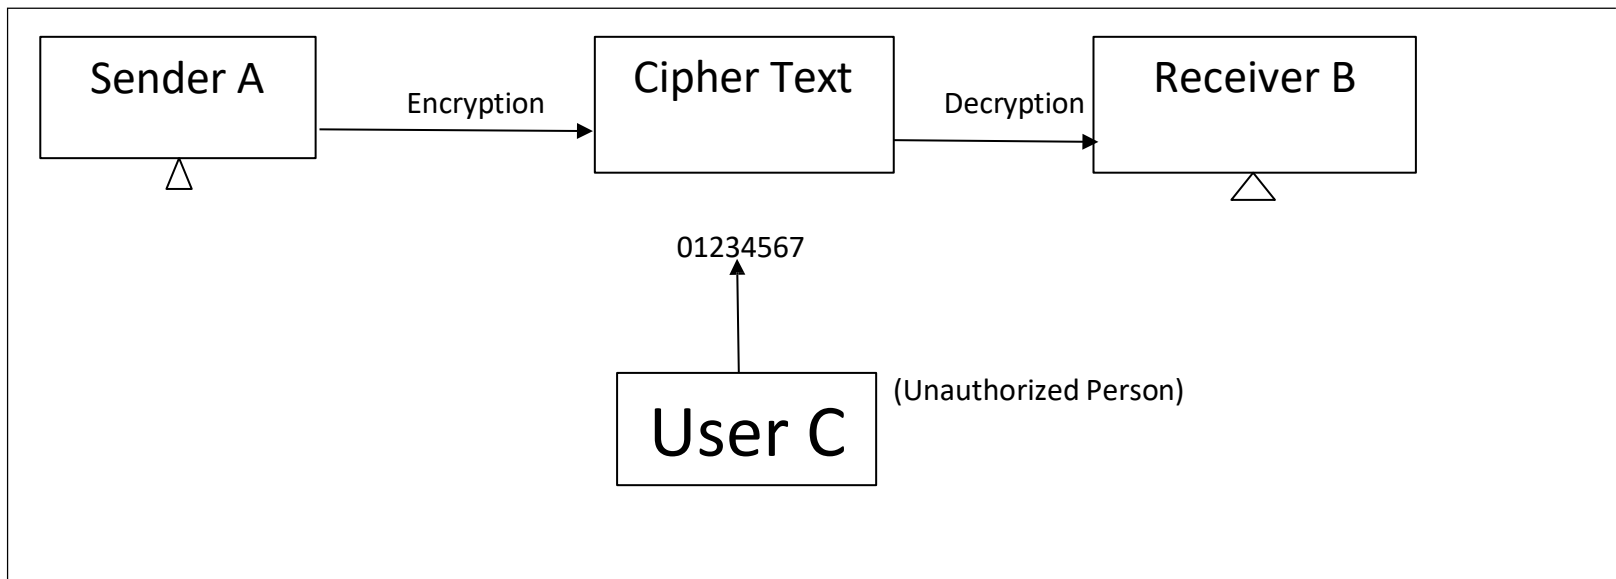 Sender A
Encryption
Cipher Text
Decryption
Receiver B
01234567
User C
(Unauthorized Person)